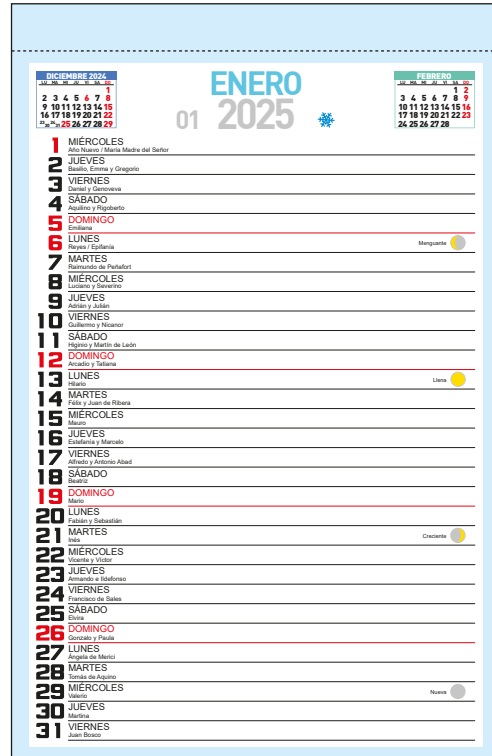 DICIEMBRE 2024
LU MA MI JU VI SA DO
1
2 3 4 5 6 7 8
9 10 11 12 13 14 15
16 17 18 19 20 21 22
23 30 24 31 25 26 27 28 29
ENERO
01 2025
FEBRERO
LU MA MI JU VI SA DO
1 2
3 4 5 6 7 8 9
10 11 12 13 14 15 16
17 18 19 20 21 22 23
24 25 26 27 28
1 MIÉRCOLES
Año Nuevo / María Madre del Señor
2 JUEVES
Basilio, Emma y Gregorio
3 VIERNES
Daniel y Genoveva
4 SÁBADO
Aquilino y Rigoberto
5 DOMINGO
Emiliana
6 LUNES
Reyes / Epifanía
Menguante
7 MARTES
Raimundo de Peñafort
8 MIÉRCOLES
Luciano y Severino
9 JUEVES
Adrián y Julián
10 VIERNES
Guillermo y Nicanor
11 SÁBADO
Higinio y Martín de León
12 DOMINGO
Arcadio y Tatiana
13 LUNES
Hilario
Llena
14 MARTES
Félix y Juan de Ribera
15 MIÉRCOLES
Mauro
16 JUEVES
Estefanía y Marcelo
17 VIERNES
Alfredo y Antonio Abad
18 SÁBADO
Beatriz
19 DOMINGO
Mario
20 LUNES
Fabián y Sebastián
21 MARTES
Inés
Creciente
22 MIÉRCOLES
Vicente y Víctor
23 JUEVES
Armando e Ildefonso
24 VIERNES
Francisco de Sales
25 SÁBADO
Elvira
26 DOMINGO
Gonzalo y Paula
27 LUNES
Ángela de Merici
28 MARTES
Tomás de Aquino
29 MIÉRCOLES
Valerio
Nueva
30 JUEVES
Martina
31 VIERNES
Juan Bosco